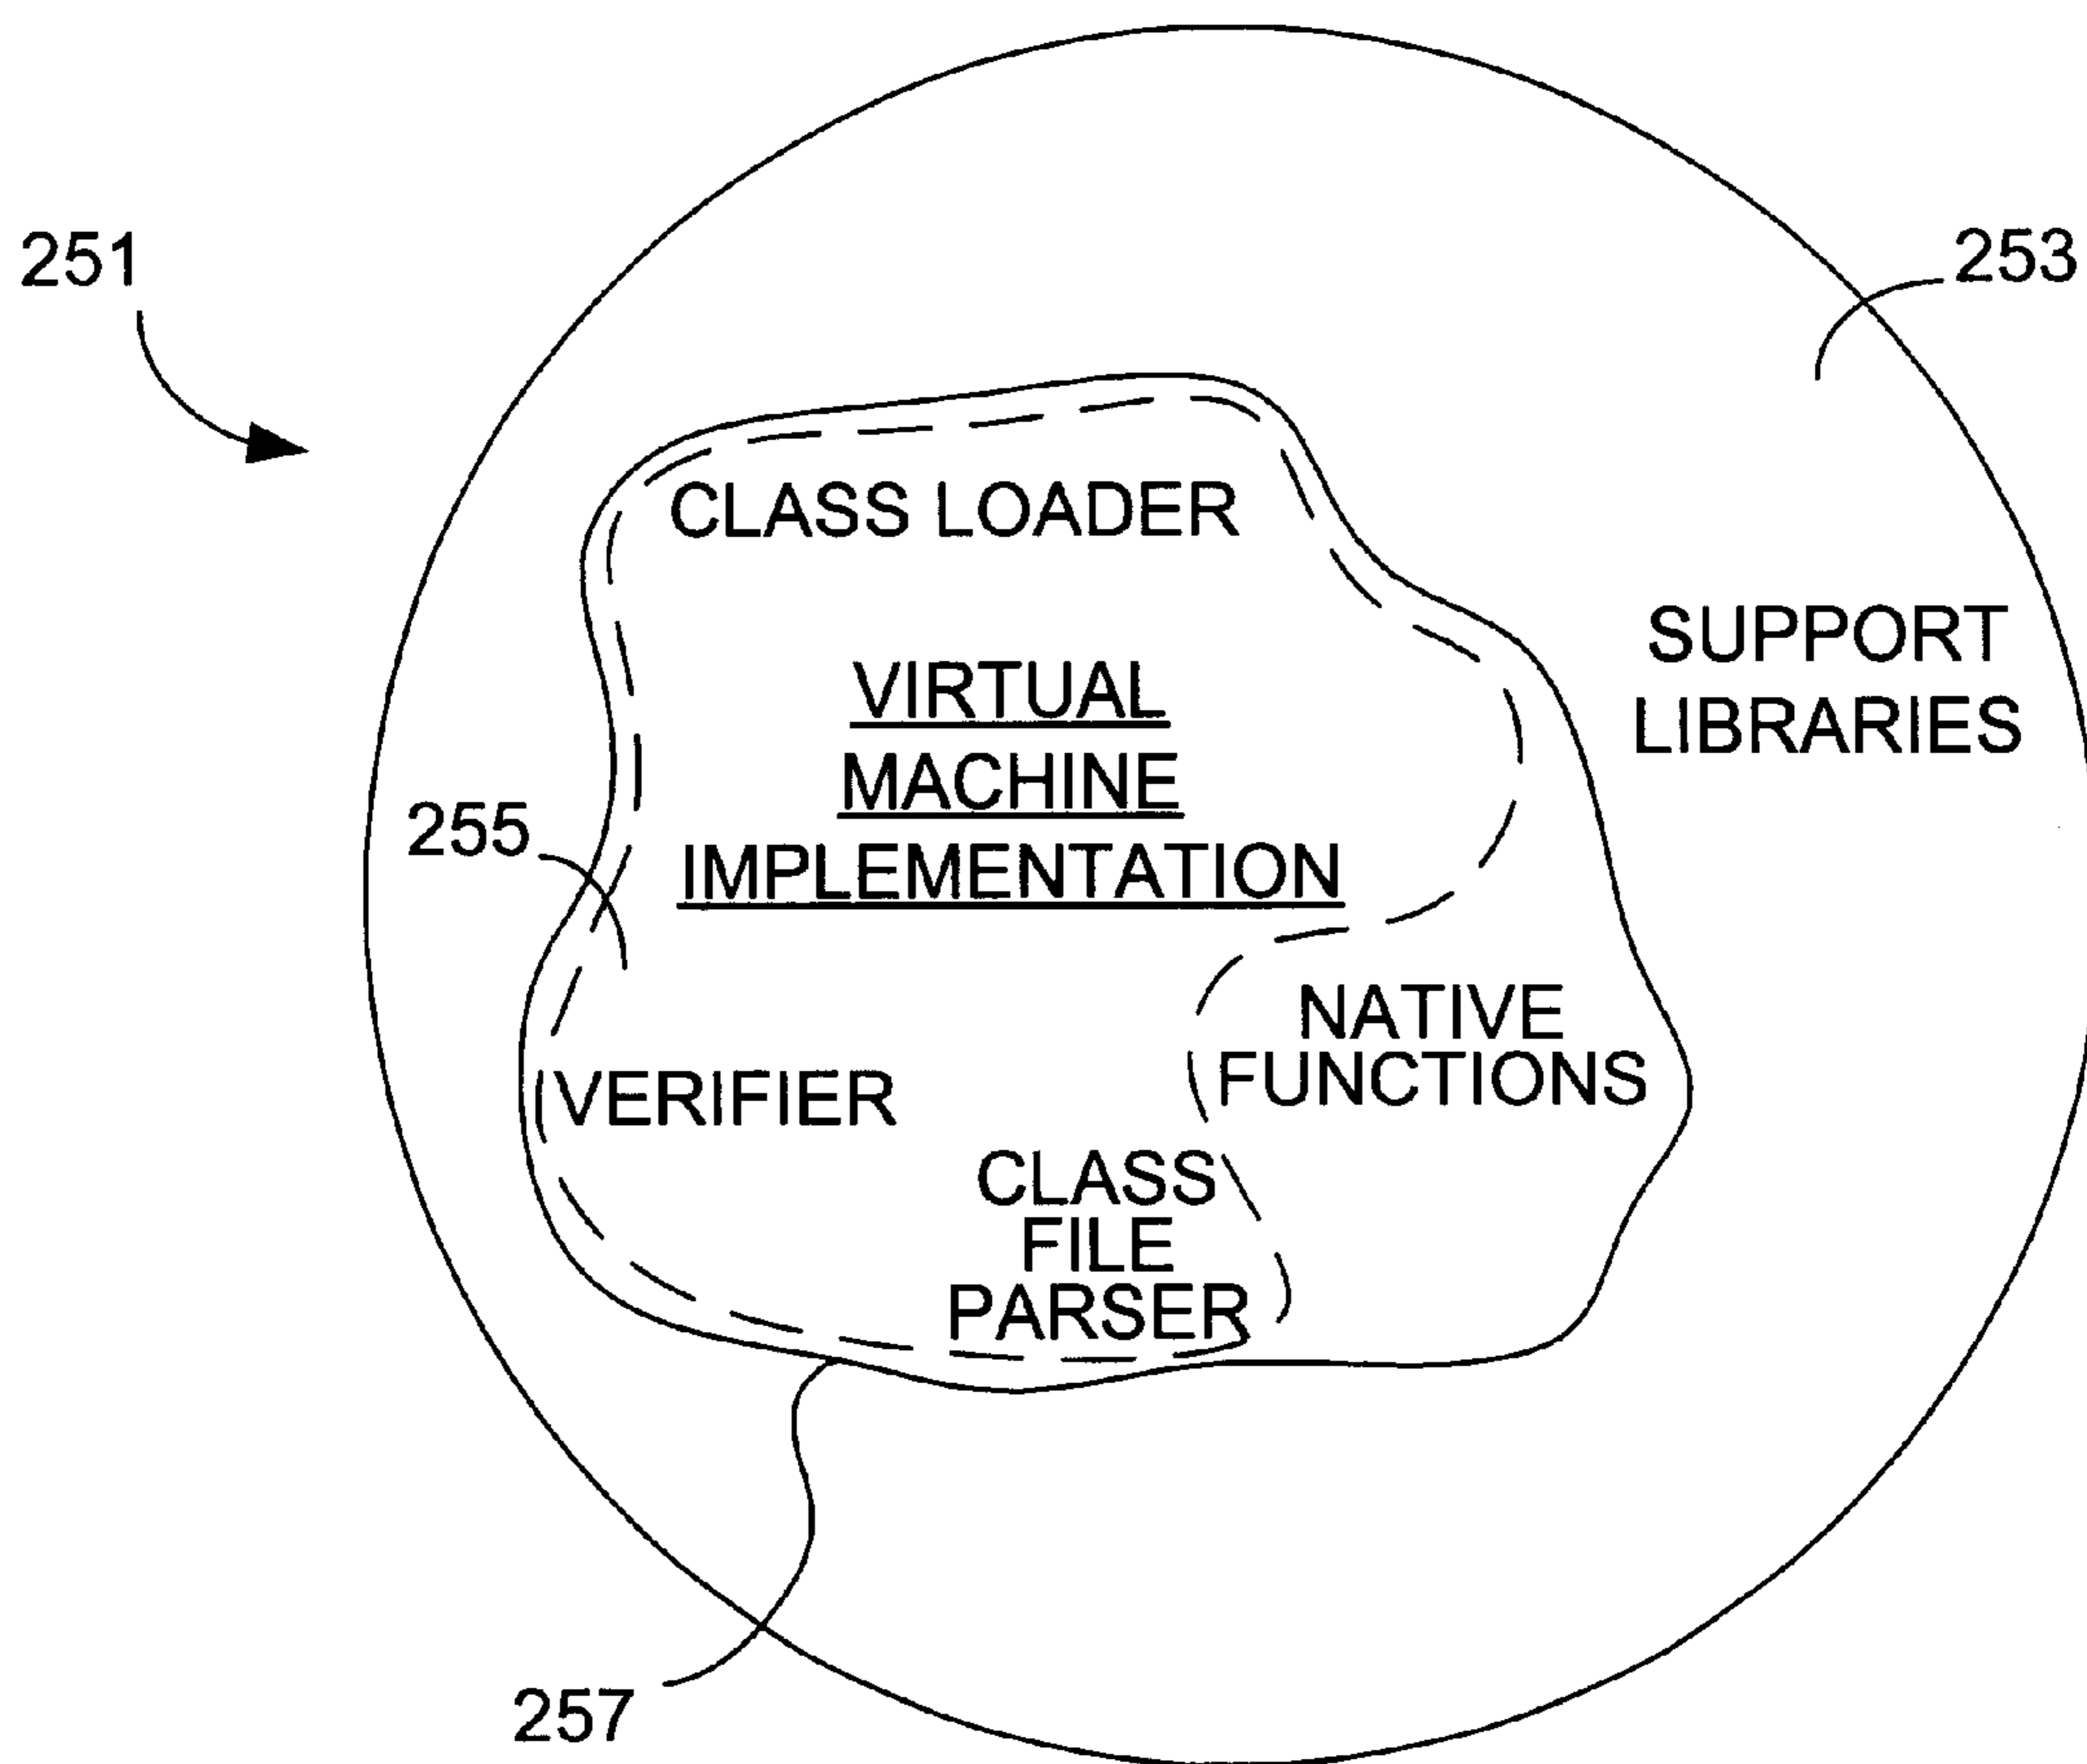 251
253
CLASS LOADER
SUPPORT
LIBRARIES
VIRTUAL
MACHINE
IMPLEMENTATION
255
NATIVE
FUNCTIONS
VERIFIER
CLASS
FILE
PARSER
257